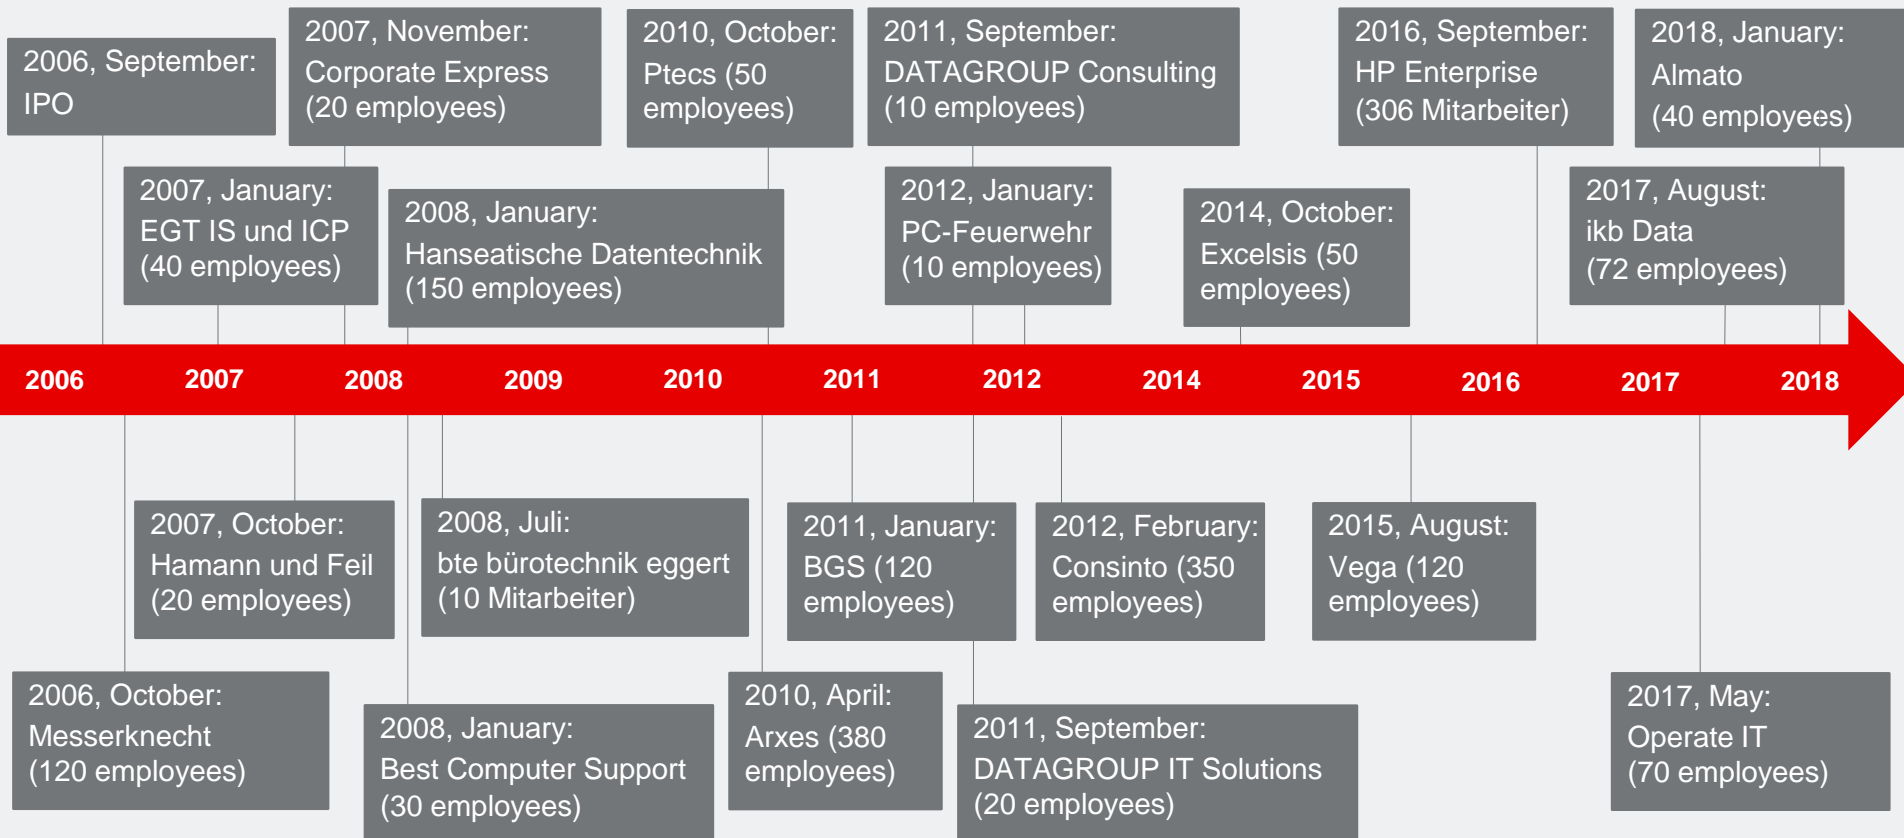 2006, September:
IPO
2007, November:
Corporate Express
(20 employees)
2010, October:
Ptecs (50
employees)
2011, September:
DATAGROUP Consulting
(10 employees)
2016, September:
HP Enterprise
(306 Mitarbeiter)
2018, January:
Almato
(40 employees)
2007, January:
EGT IS und ICP
(40 employees)
2008, January:
Hanseatische Datentechnik
(150 employees)
2012, January:
PC-Feuerwehr
(10 employees)
2014, October:
Excelsis (50
employees)
2017, August:
ikb Data
(72 employees)
2006 2007 2008 2009 2010 2011 2012 2014 2015 2016 2017 2018
2007, October:
Hamann und Feil
(20 employees)
2008, Juli:
bte bürotechnik eggert
(10 Mitarbeiter)
2011, January:
BGS (120
employees)
2012, February:
Consinto (350
employees)
2015, August:
Vega (120
employees)
2006, October:
Messerknecht
(120 employees)
2008, January:
Best Computer Support
(30 employees)
2010, April:
Arxes (380
employees)
2011, September:
DATAGROUP IT Solutions
(20 employees)
2017, May:
Operate IT
(70 employees)